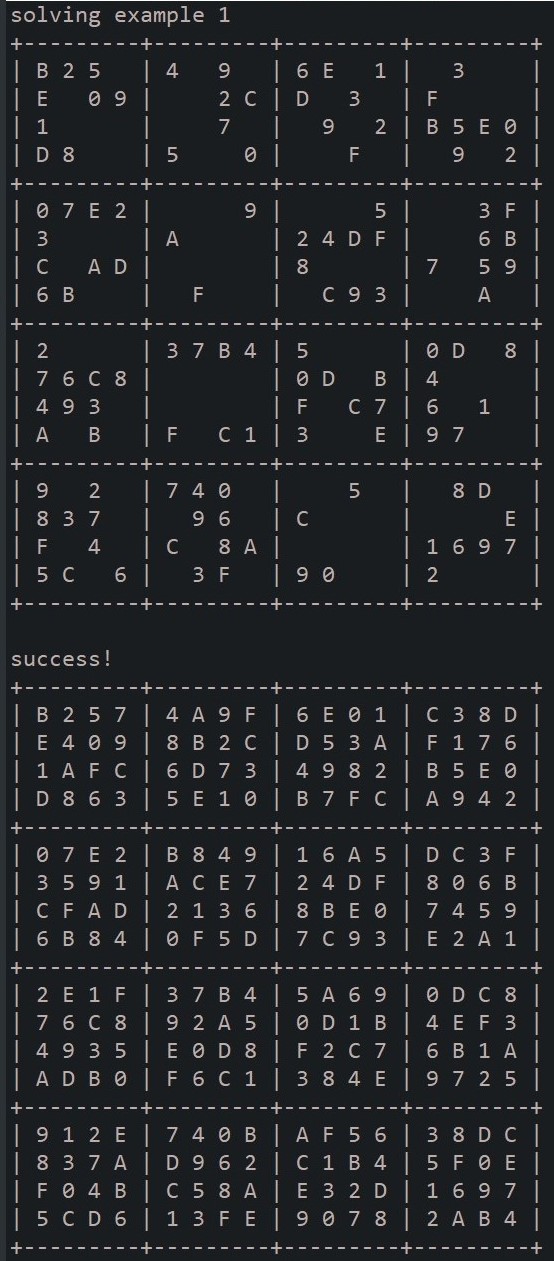 solving example 1
+---------+---------+---------+---------+
| B 2 5   | 4   9   | 6 E   1 |   3     |
| E   0 9 |     2 C | D   3   | F       |
| 1       |     7   |   9   2 | B 5 E 0 |
| D 8     | 5     0 |     F   |   9   2 |
+---------+---------+---------+---------+
| 0 7 E 2 |       9 |       5 |     3 F |
| 3       | A       | 2 4 D F |     6 B |
| C   A D |         | 8       | 7   5 9 |
| 6 B     |   F     |   C 9 3 |     A   |
+---------+---------+---------+---------+
| 2       | 3 7 B 4 | 5       | 0 D   8 |
| 7 6 C 8 |         | 0 D   B | 4       |
| 4 9 3   |         | F   C 7 | 6   1   |
| A   B   | F   C 1 | 3     E | 9 7     |
+---------+---------+---------+---------+
| 9   2   | 7 4 0   |     5   |   8 D   |
| 8 3 7   |   9 6   | C       |       E |
| F   4   | C   8 A |         | 1 6 9 7 |
| 5 C   6 |   3 F   | 9 0     | 2       |
+---------+---------+---------+---------+
success!
+---------+---------+---------+---------+
| B 2 5 7 | 4 A 9 F | 6 E 0 1 | C 3 8 D |
| E 4 0 9 | 8 B 2 C | D 5 3 A | F 1 7 6 |
| 1 A F C | 6 D 7 3 | 4 9 8 2 | B 5 E 0 |
| D 8 6 3 | 5 E 1 0 | B 7 F C | A 9 4 2 |
+---------+---------+---------+---------+
| 0 7 E 2 | B 8 4 9 | 1 6 A 5 | D C 3 F |
| 3 5 9 1 | A C E 7 | 2 4 D F | 8 0 6 B |
| C F A D | 2 1 3 6 | 8 B E 0 | 7 4 5 9 |
| 6 B 8 4 | 0 F 5 D | 7 C 9 3 | E 2 A 1 |
+---------+---------+---------+---------+
| 2 E 1 F | 3 7 B 4 | 5 A 6 9 | 0 D C 8 |
| 7 6 C 8 | 9 2 A 5 | 0 D 1 B | 4 E F 3 |
| 4 9 3 5 | E 0 D 8 | F 2 C 7 | 6 B 1 A |
| A D B 0 | F 6 C 1 | 3 8 4 E | 9 7 2 5 |
+---------+---------+---------+---------+
| 9 1 2 E | 7 4 0 B | A F 5 6 | 3 8 D C |
| 8 3 7 A | D 9 6 2 | C 1 B 4 | 5 F 0 E |
| F 0 4 B | C 5 8 A | E 3 2 D | 1 6 9 7 |
| 5 C D 6 | 1 3 F E | 9 0 7 8 | 2 A B 4 |
+---------+---------+---------+---------+